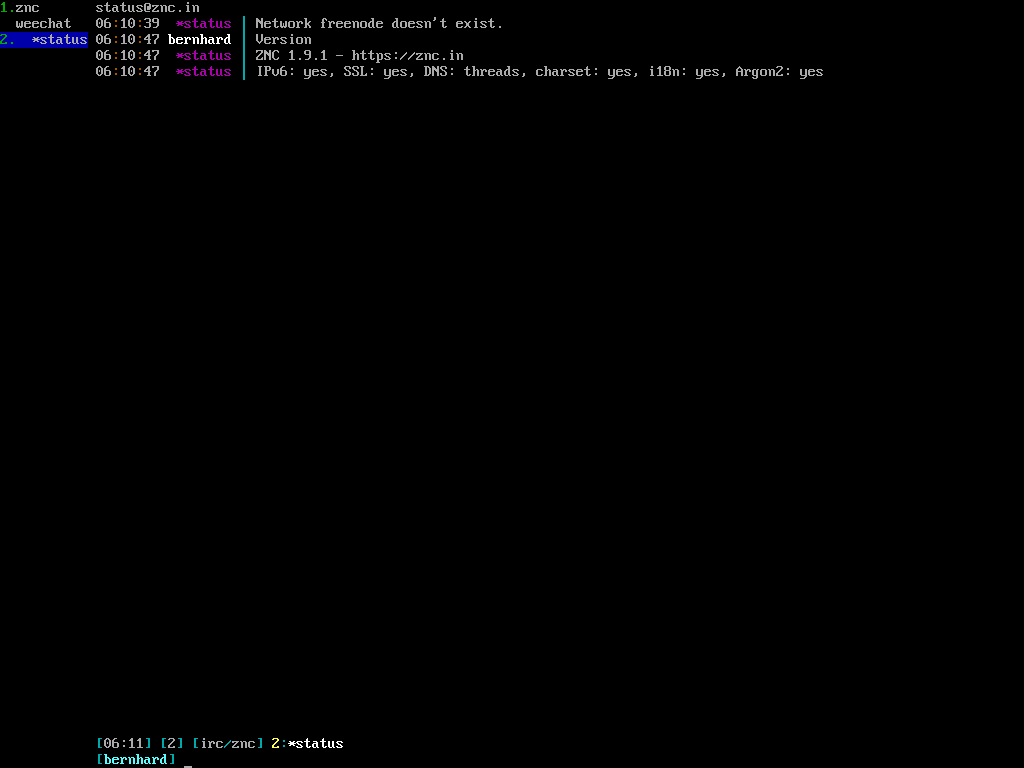 1.znc       status@znc.in
  weechat 06:10:39  *status │ Network freenode doesn't exist.
2.  *status 06:10:47 bernhard │ Version
06:10:47  *status │ ZNC 1.9.1 - https://znc.in
06:10:47  *status │ IPv6: yes, SSL: yes, DNS: threads, charset: yes, i18n: yes, Argon2: yes
[06:11] [2] [irc/znc] 2:*status
[bernhard] _